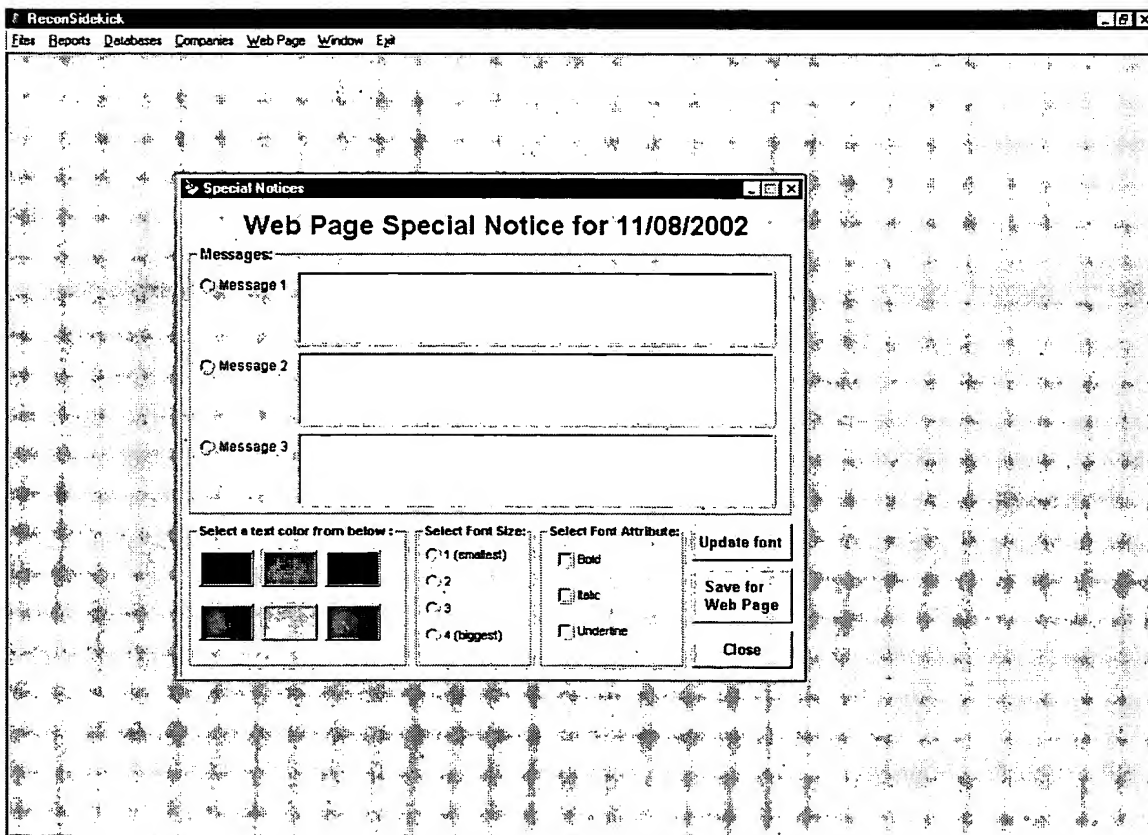 ReconSidekick
Files Reports Databases Companies Web Page Window Exit
Special Notices
Web Page Special Notice for 11/08/2002
Messages:
Message 1
Message 2
Message 3
Select a text color from below :
Select Font Size:
1 (smallest)
2
3
4 (biggest)
Select Font Attribute:
Bold
Italic
Underline
Update font
Save for
Web Page
Close